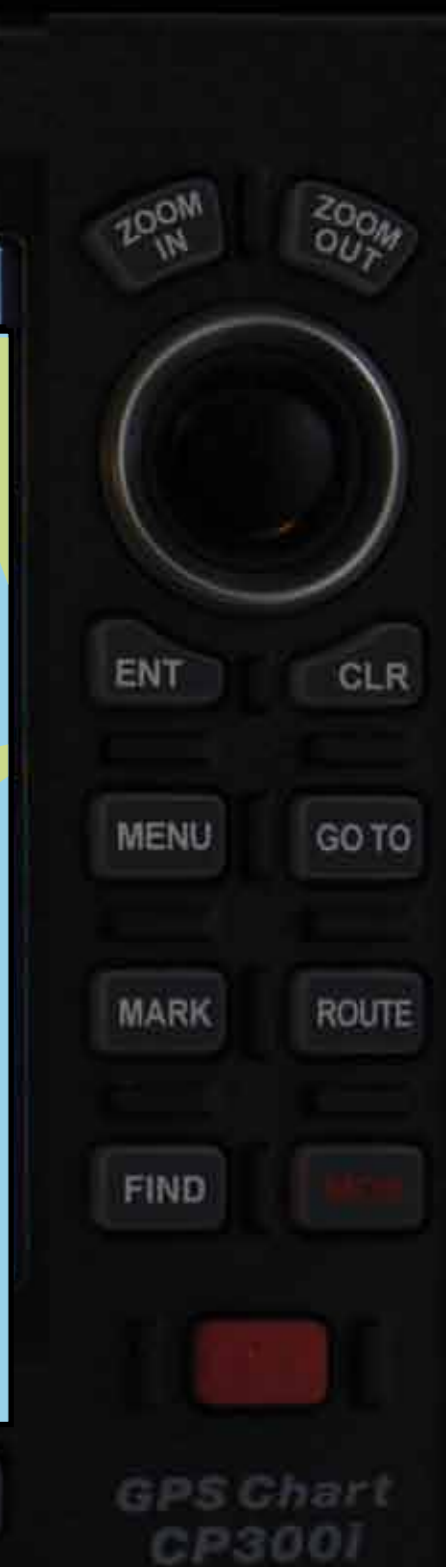 ZOOM
IN
ZOOM
OUT
ENT
CLR
MENU
GO TO
MARK
ROUTE
FIND
GPS Chart
CP300i